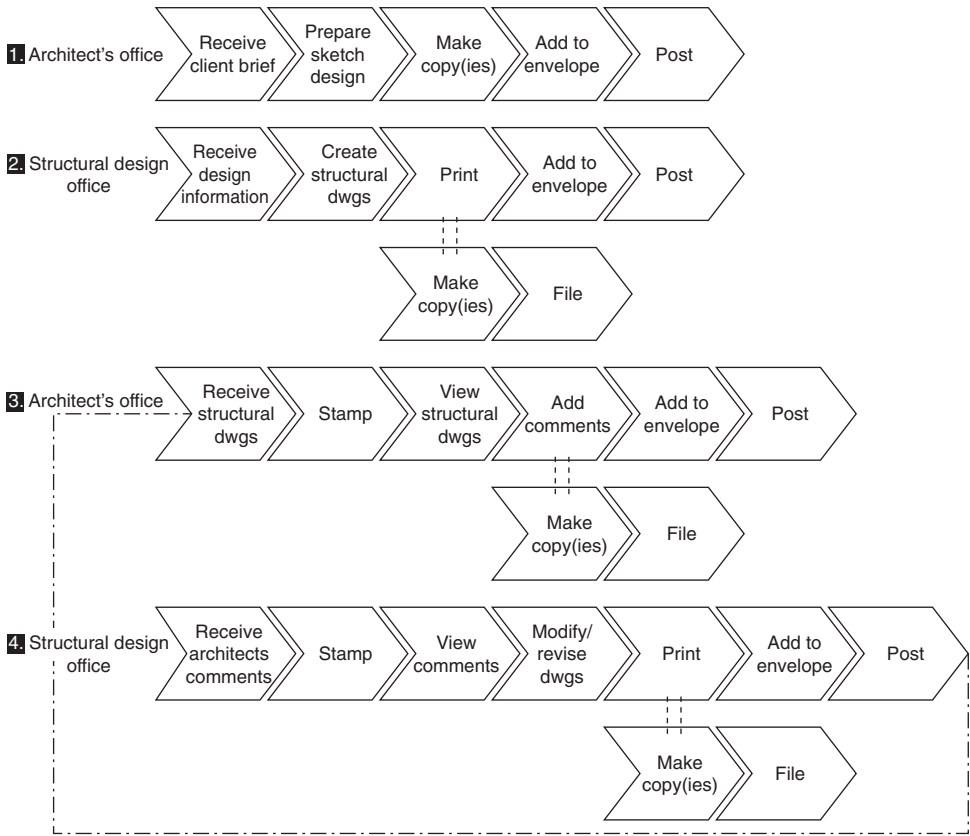 1. Architect's office
Receive
client brief
Prepare
sketch
design
Make
copy(ies)
Add to
envelope
Post
2. Structural design
office
Receive
design
information
Create
structural
dwgs
Print
Add to
envelope
Post
Make
copy(ies)
File
3. Architect's office
Receive
structural
dwgs
Stamp
View
structural
dwgs
Add
comments
Add to
envelope
Post
Make
copy(ies)
File
4. Structural design
office
Receive
architects
comments
Stamp
View
comments
Modify/
revise
dwgs
Print
Add to
envelope
Post
Make
copy(ies)
File